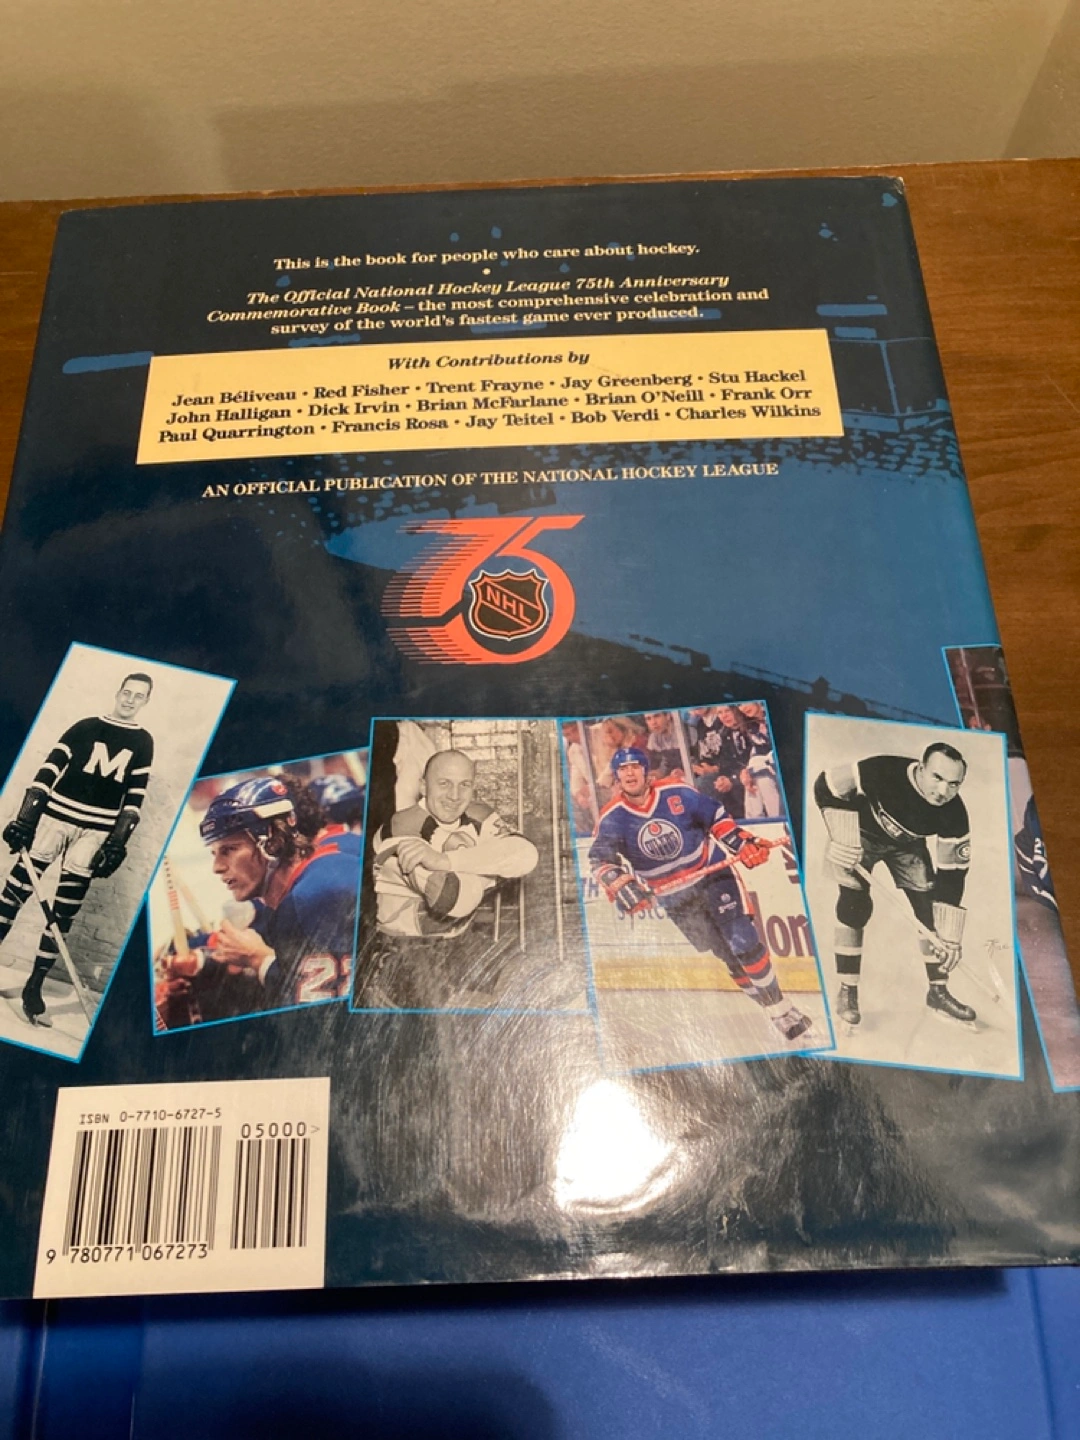 This is the book for people who care about hockey.
•
The Official National Hockey League 75th Anniversary
Commemorative Book – the most comprehensive celebration and
survey of the world's fastest game ever produced.
With Contributions by
Jean Béliveau • Red Fisher • Trent Frayne • Jay Greenberg • Stu Hackel
John Halligan • Dick Irvin • Brian McFarlane • Brian O'Neill • Frank Orr
Paul Quarrington • Francis Rosa • Jay Teitel • Bob Verdi • Charles Wilkins
AN OFFICIAL PUBLICATION OF THE NATIONAL HOCKEY LEAGUE
75
NHL
M
C
OILERS
ISBN 0-7710-6727-5
05000>
9 780771 067273